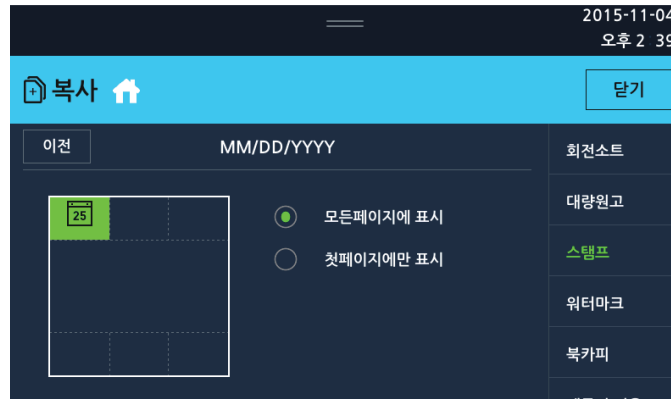 2015-11-04
오후 2 39
복사
닫기
이전
MM/DD/YYYY
25
모든페이지에 표시
첫페이지에만 표시
회전소트
대량원고
스탬프
워터마크
북카피